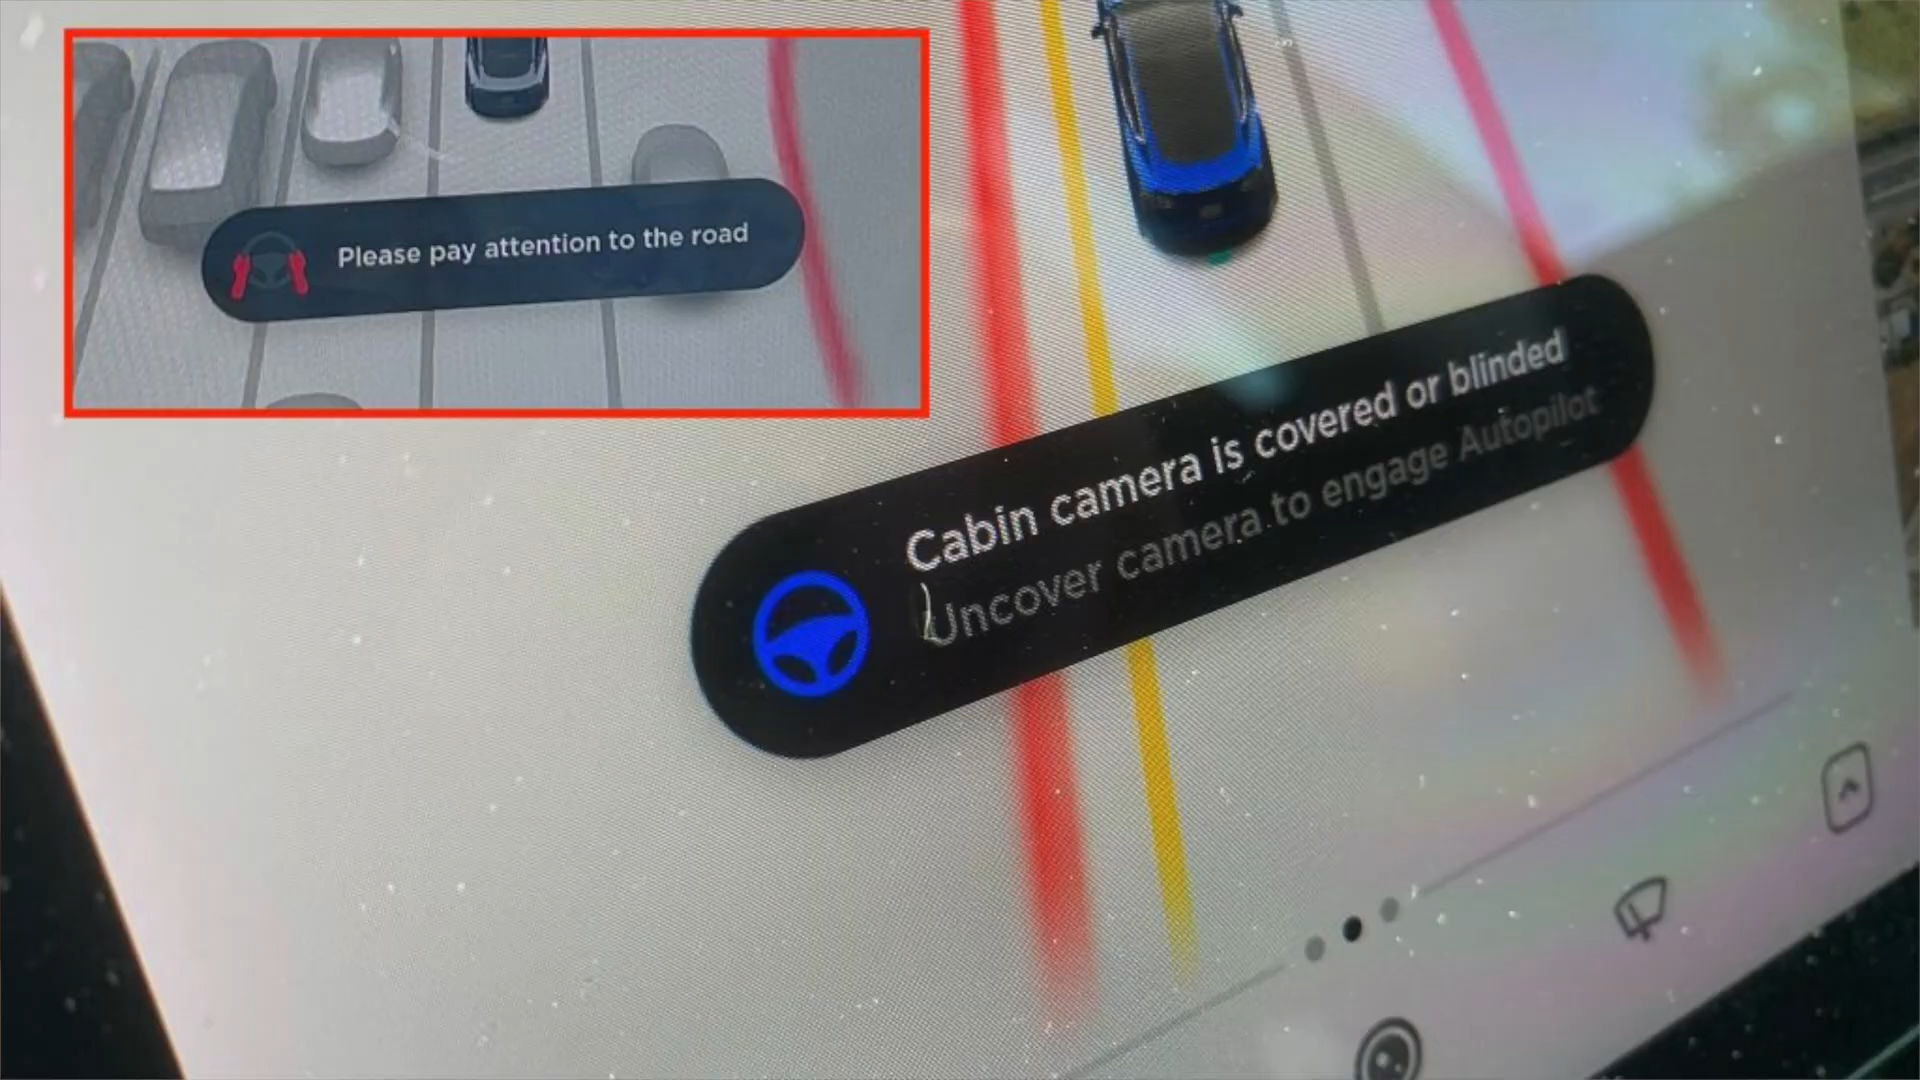 Please pay attention to the road
Cabin camera is covered or blinded
Uncover camera to engage Autopilot